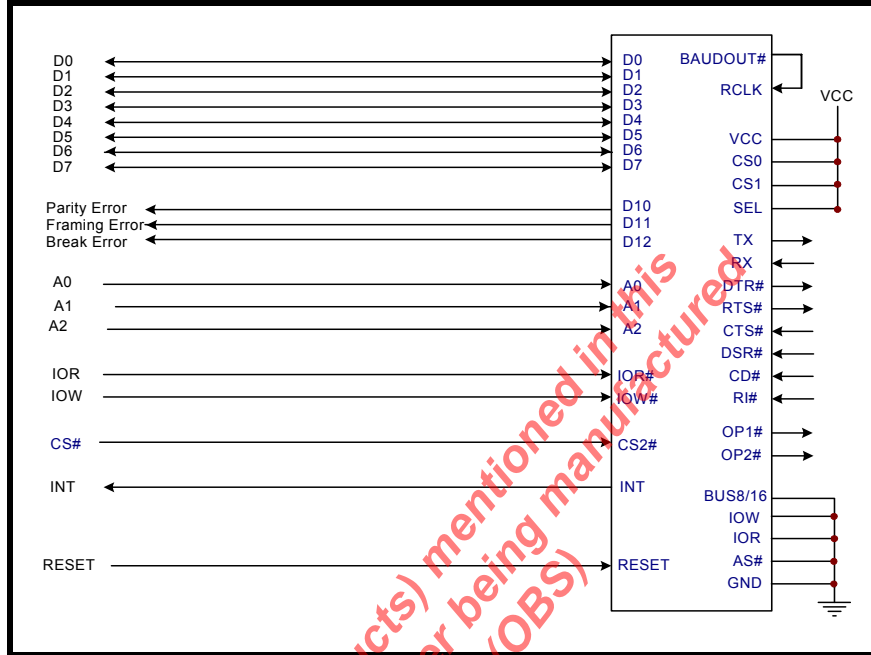 D0 D0 BAUDOUT#
D1 D1
D2 D2 RCLK
D3 D3 VCC
D4 D4
D5 D5 VCC
D6 D6
D7 D7 CS0
CS1
Parity Error D10 SEL
Framing Error D11
Break Error D12 TX
RX
A0 A0 DTR#
A1 A1 RTS#
A2 A2 CTS#
DSR#
IOR IOR# CD#
IOW IOW# RI#
OP1#
CS# CS2# OP2#
INT INT BUS8/16
IOW
IOR
RESET RESET AS#
GND
cts) mentioned in this
r being manufactured
(OBS)